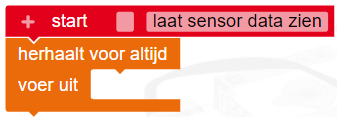 + start laat sensor data zien
herhaalt voor altijd
voer uit